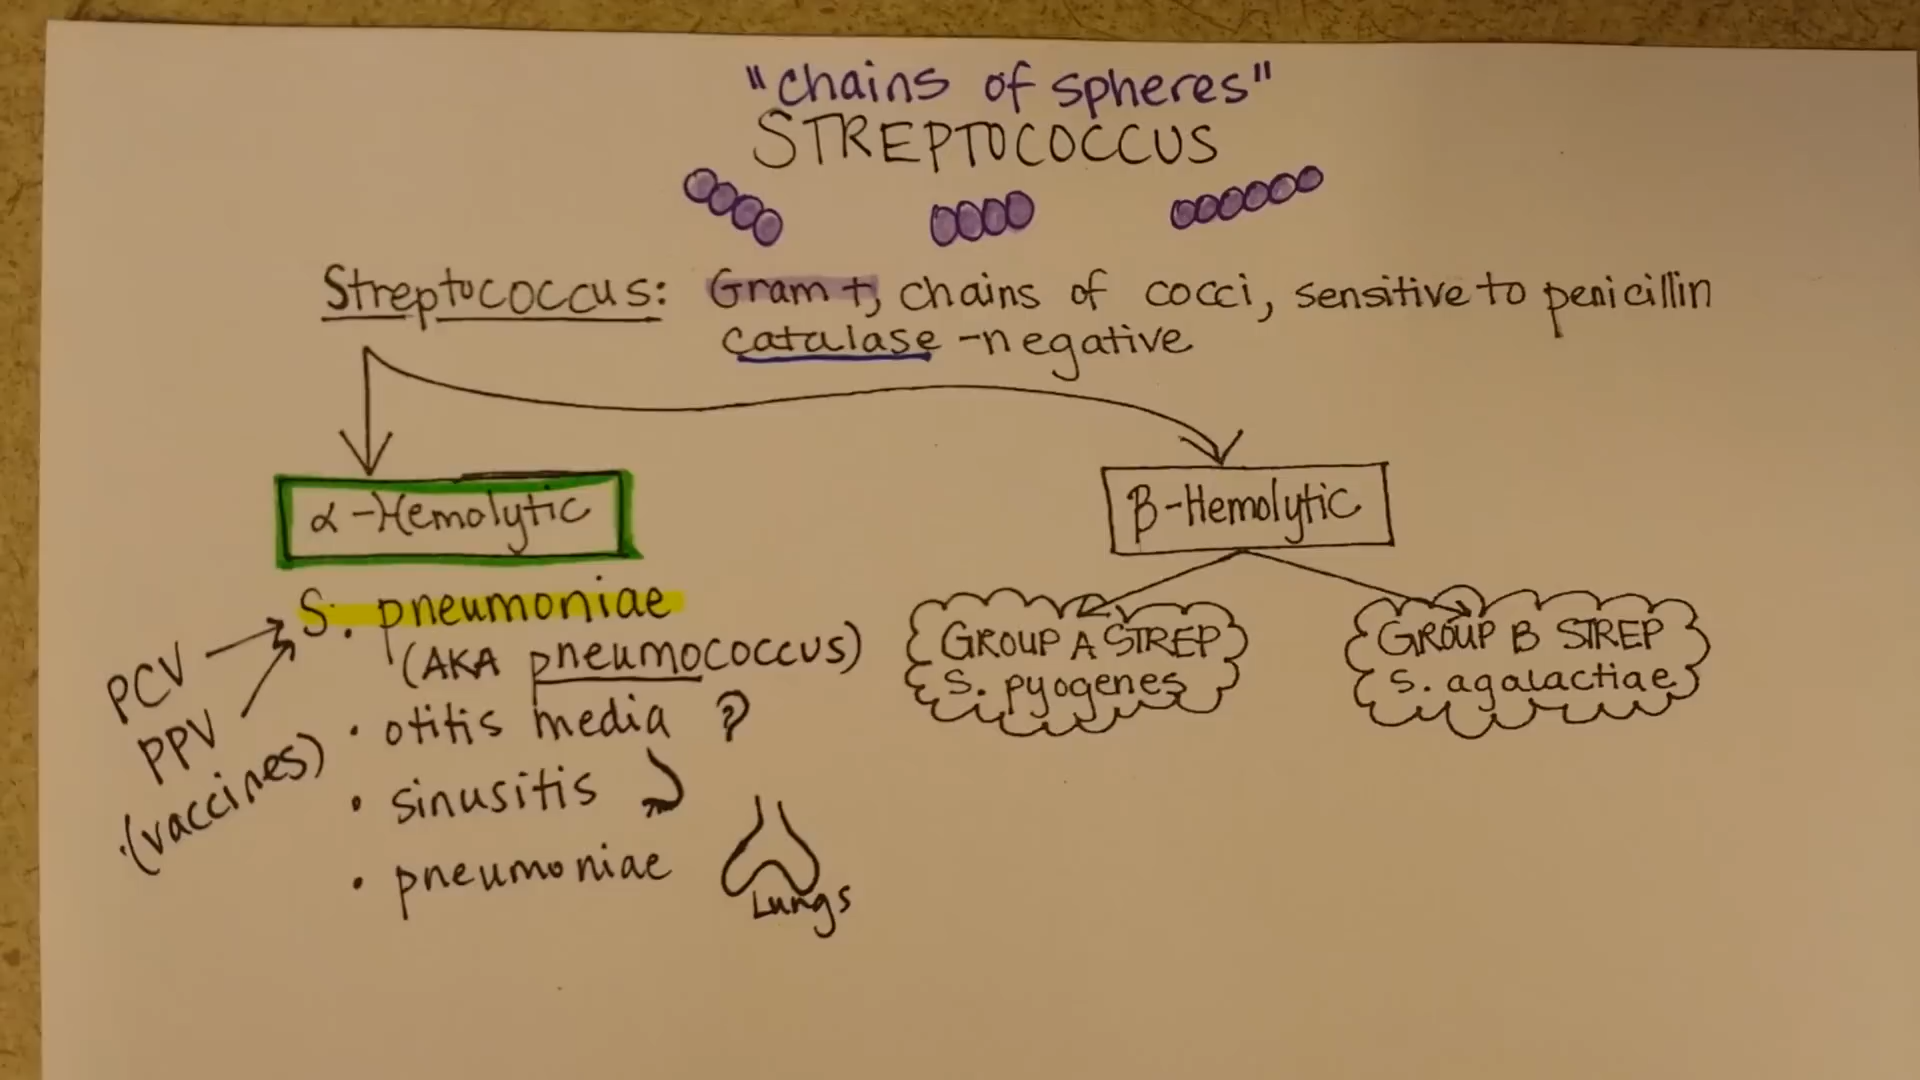 "chains of spheres"
STREPTOCOCCUS
Streptococcus: Gram +, chains of cocci, sensitive to penicillin
catalase -negative
α-Hemolytic
S. pneumoniae
(AKA pneumococcus)
PCV
PPV
(vaccines)
• otitis media
• sinusitis
• pneumoniae
Lungs
β-Hemolytic
GROUP A STREP
S. pyogenes
GROUP B STREP
S. agalactiae